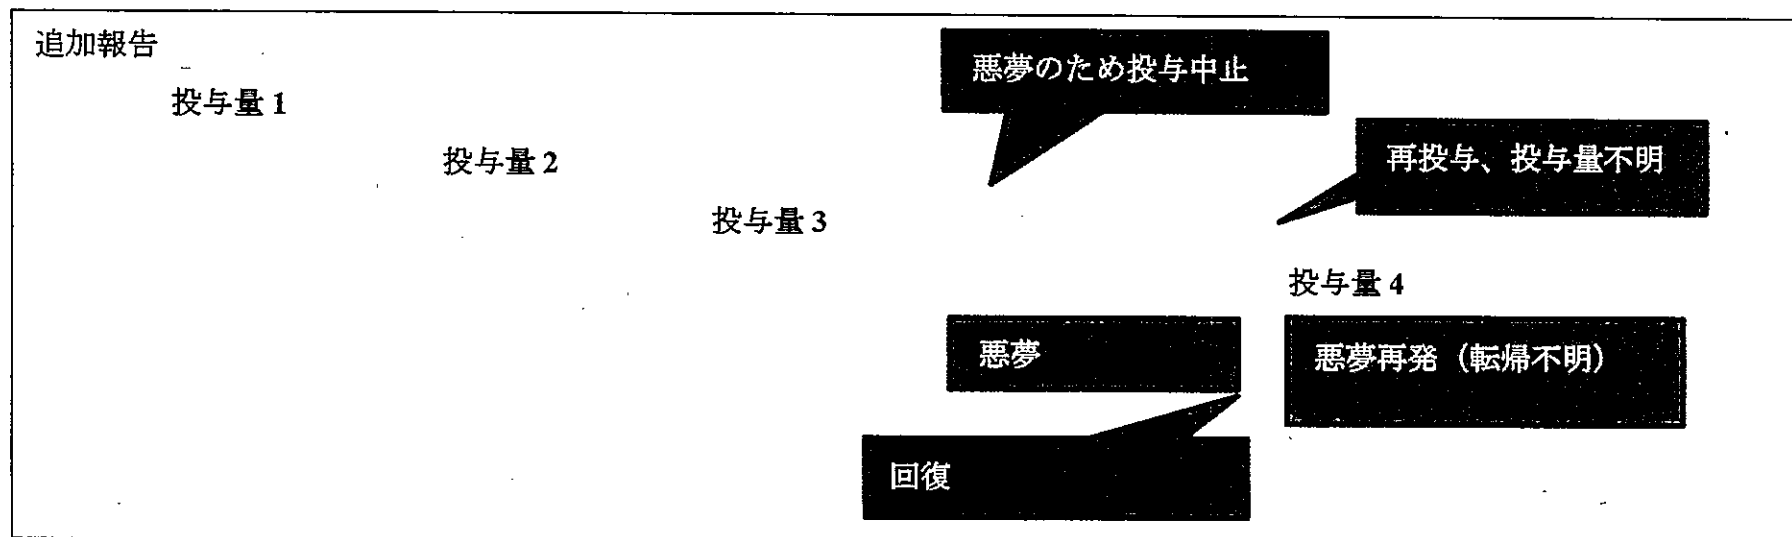 追加報告
悪夢のため投与中止
投与量 1
投与量 2
再投与、投与量不明
投与量 3
投与量 4
悪夢
悪夢再発（転帰不明）
回復